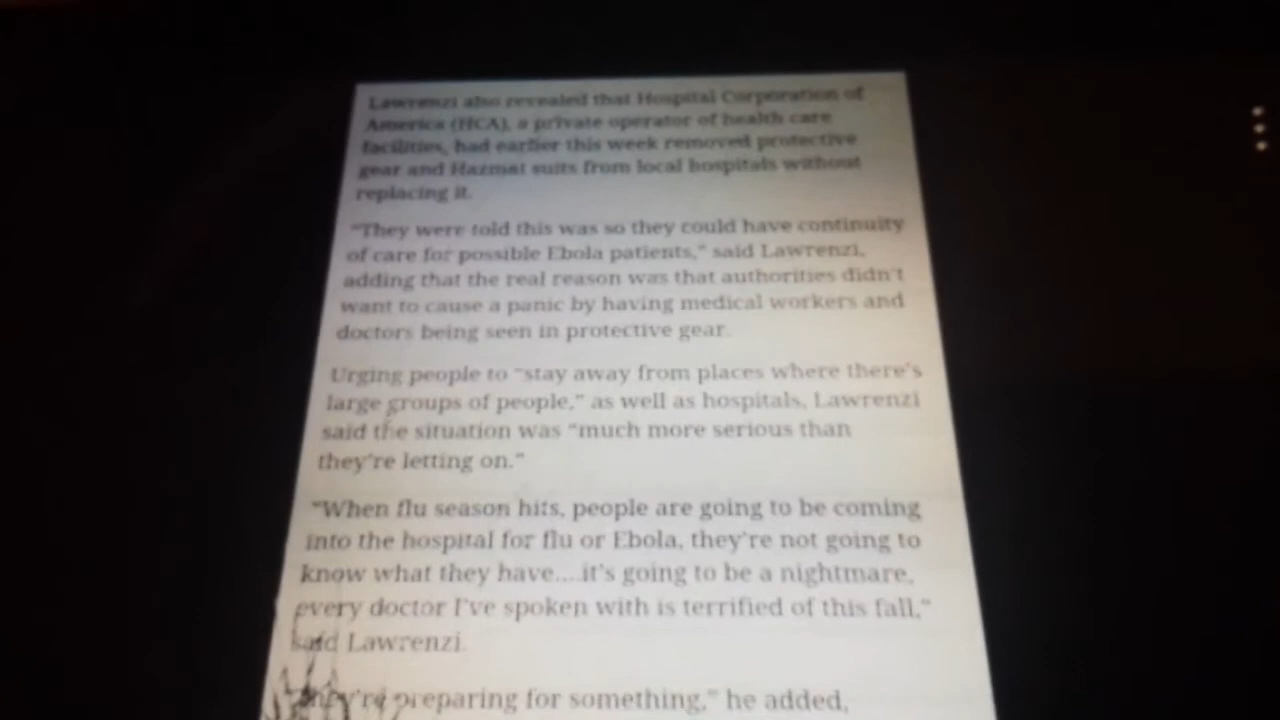 Lawrenzi also revealed that Hospital Corporation of
America (HCA), a private operator of health care
facilities, had earlier this week removed protective
gear and Hazmat suits from local hospitals without
replacing it.
"They were told this was so they could have continuity
of care for possible Ebola patients," said Lawrenzi,
adding that the real reason was that authorities didn't
want to cause a panic by having medical workers and
doctors being seen in protective gear.
Urging people to "stay away from places where there's
large groups of people," as well as hospitals, Lawrenzi
said the situation was "much more serious than
they're letting on."
"When flu season hits, people are going to be coming
into the hospital for flu or Ebola, they're not going to
know what they have....it's going to be a nightmare,
every doctor I've spoken with is terrified of this fall,"
said Lawrenzi.
"They're preparing for something," he added,